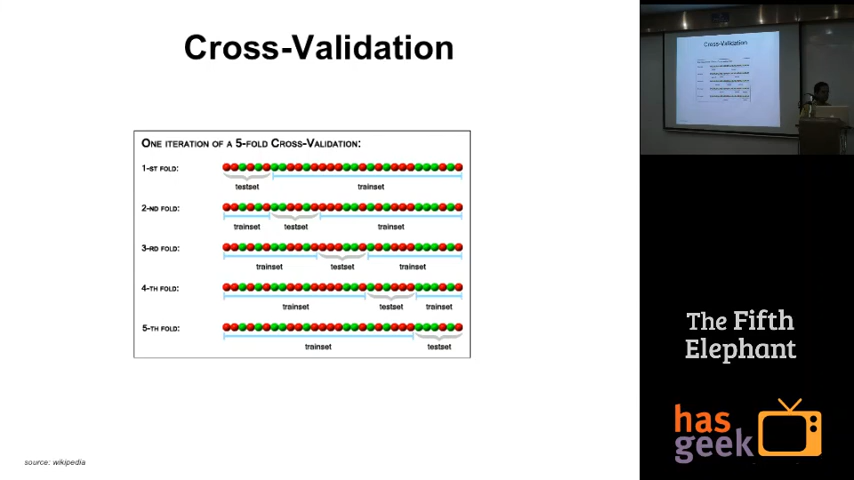 Cross-Validation
ONE ITERATION OF A 5-FOLD CROSS-VALIDATION:
1-ST FOLD:
testset trainset
2-ND FOLD:
trainset testset trainset
3-RD FOLD:
trainset testset trainset
4-TH FOLD:
trainset testset trainset
5-TH FOLD:
trainset testset
source: wikipedia
Cross-Validation
The Fifth
Elephant
has
geek